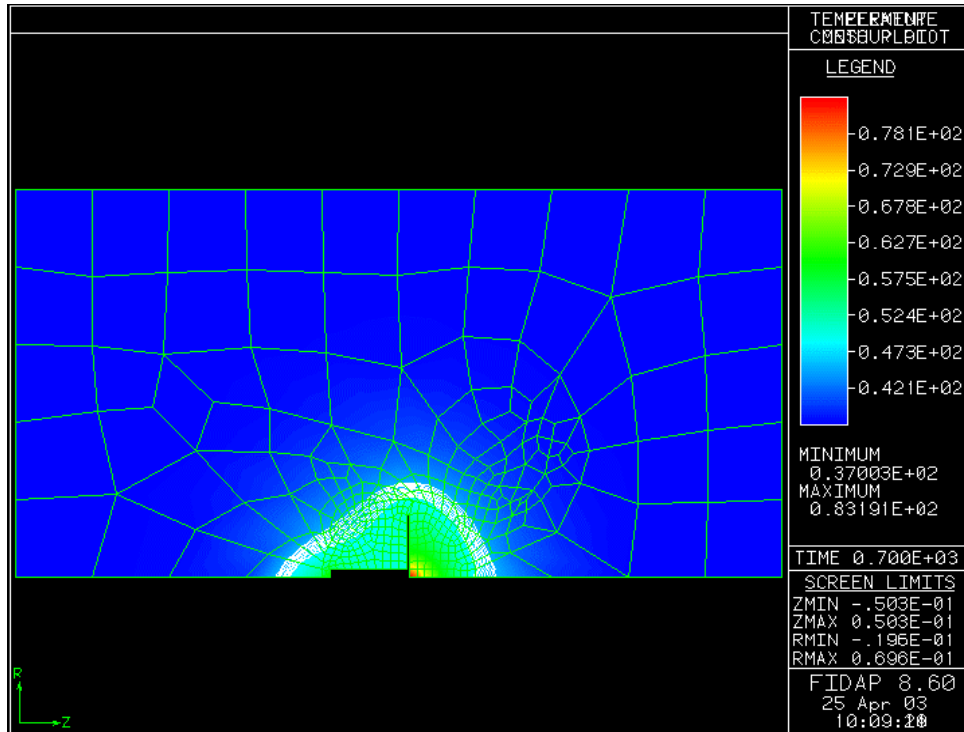 LEGEND
0.781E+02
0.729E+02
0.678E+02
0.627E+02
0.575E+02
0.524E+02
0.473E+02
0.421E+02
MINIMUM
0.37003E+02
MAXIMUM
0.83191E+02
TIME 0.700E+03
SCREEN LIMITS
ZMIN -.503E-01
ZMAX 0.503E-01
RMIN -.196E-01
RMAX 0.696E-01
FIDAP 8.60
25 Apr 03
R
Z